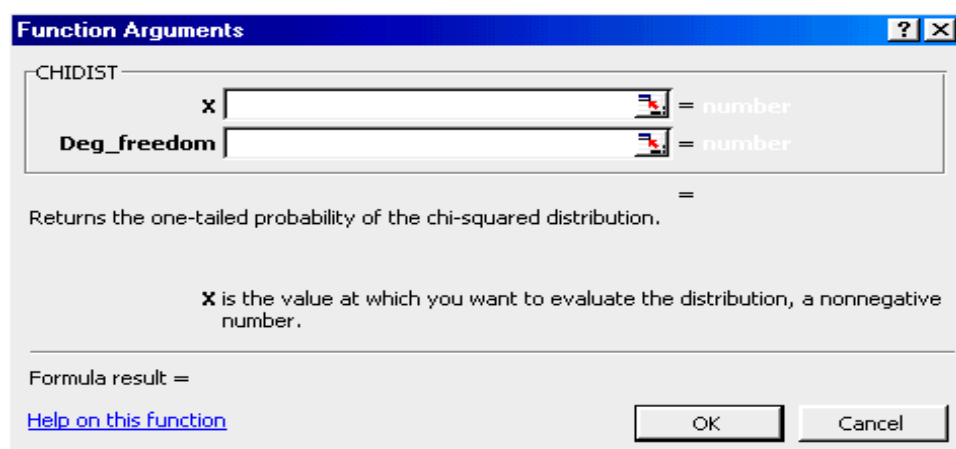 Function Arguments
CHIDIST
X = number
Deg_freedom = number
=
Returns the one-tailed probability of the chi-squared distribution.
X is the value at which you want to evaluate the distribution, a nonnegative
number.
Formula result =
Help on this function
OK Cancel